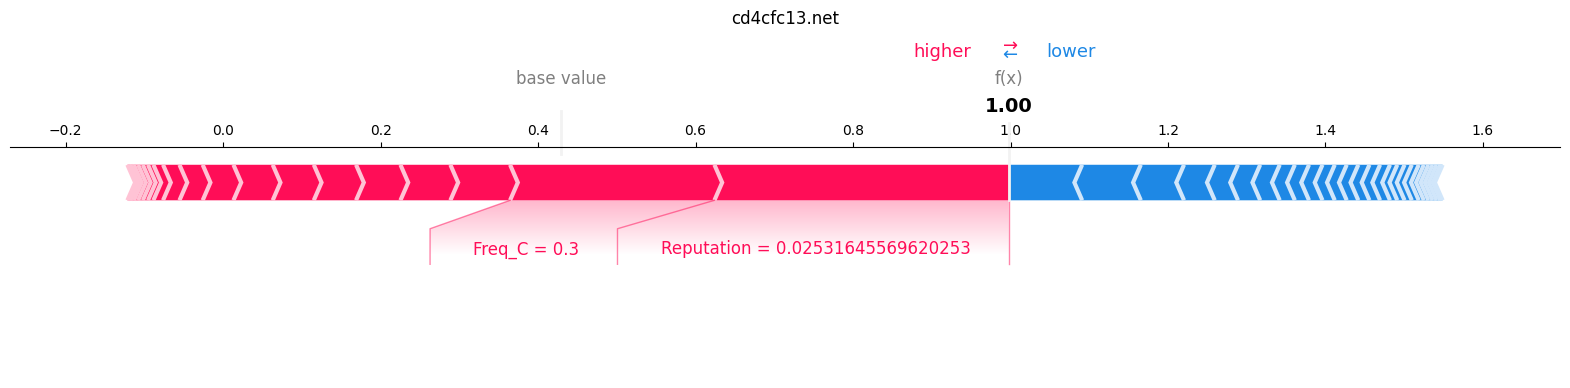 cd4cfc13.net
higher → ← lower
base value f(x)
1.00
−0.2 0.0 0.2 0.4 0.6 0.8 1.0 1.2 1.4 1.6
Freq_C = 0.3 Reputation = 0.02531645569620253